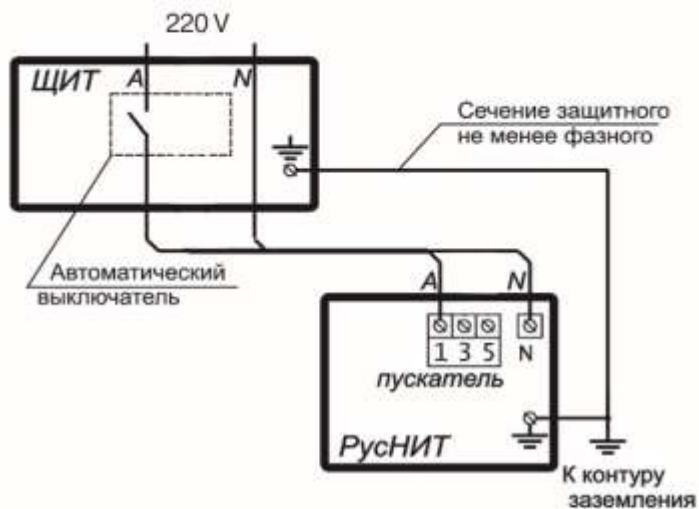 220 V
ЩИТ A N
Сечение защитного
не менее фазного
Автоматический
выключатель
A N
1 3 5 N
пускатель
РусНИТ
К контуру
заземления